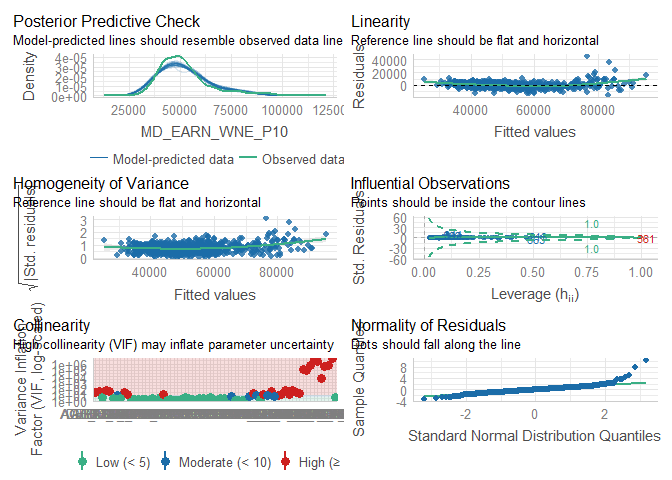 Posterior Predictive Check
Model-predicted lines should resemble observed data line
Density
4e-05
3e-05
2e-05
1e-05
0e+00
25000 50000 75000 100000 125000
MD_EARN_WNE_P10
Model-predicted data Observed data
Linearity
Reference line should be flat and horizontal
Residuals
40000
20000
0
40000 60000 80000
Fitted values
Homogeneity of Variance
Reference line should be flat and horizontal
√|Std. residuals|
3
2
1
0
40000 60000 80000
Fitted values
Influential Observations
Points should be inside the contour lines
Std. Residuals
60
30
0
-30
-60
1.0
1.0
561
0.00 0.25 0.50 0.75 1.00
Leverage (hii)
Collinearity
High collinearity (VIF) may inflate parameter uncertainty
Variance Inflation
Factor (VIF, log-scaled)
1e+06
1e+00
Low (< 5) Moderate (< 10) High (≥
Normality of Residuals
Dots should fall along the line
Sample Quantiles
8
4
0
-4
-2 0 2
Standard Normal Distribution Quantiles